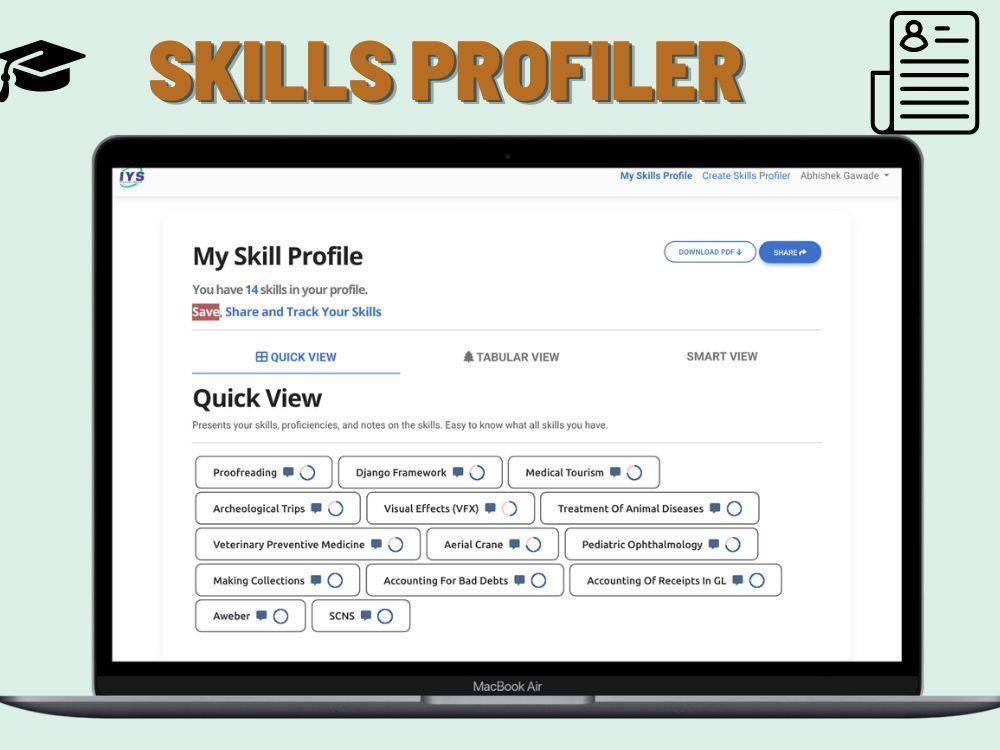 SKILLS PROFILER
IYS
My Skills Profile Create Skills Profiler Abhishek Gawade
My Skill Profile
DOWNLOAD PDF SHARE
You have 14 skills in your profile.
Save, Share and Track Your Skills
QUICK VIEW TABULAR VIEW SMART VIEW
Quick View
Presents your skills, proficiencies, and notes on the skills. Easy to know what all skills you have.
Proofreading Django Framework Medical Tourism
Archeological Trips Visual Effects (VFX) Treatment Of Animal Diseases
Veterinary Preventive Medicine Aerial Crane Pediatric Ophthalmology
Making Collections Accounting For Bad Debts Accounting Of Receipts In GL
Aweber SCNS
MacBook Air